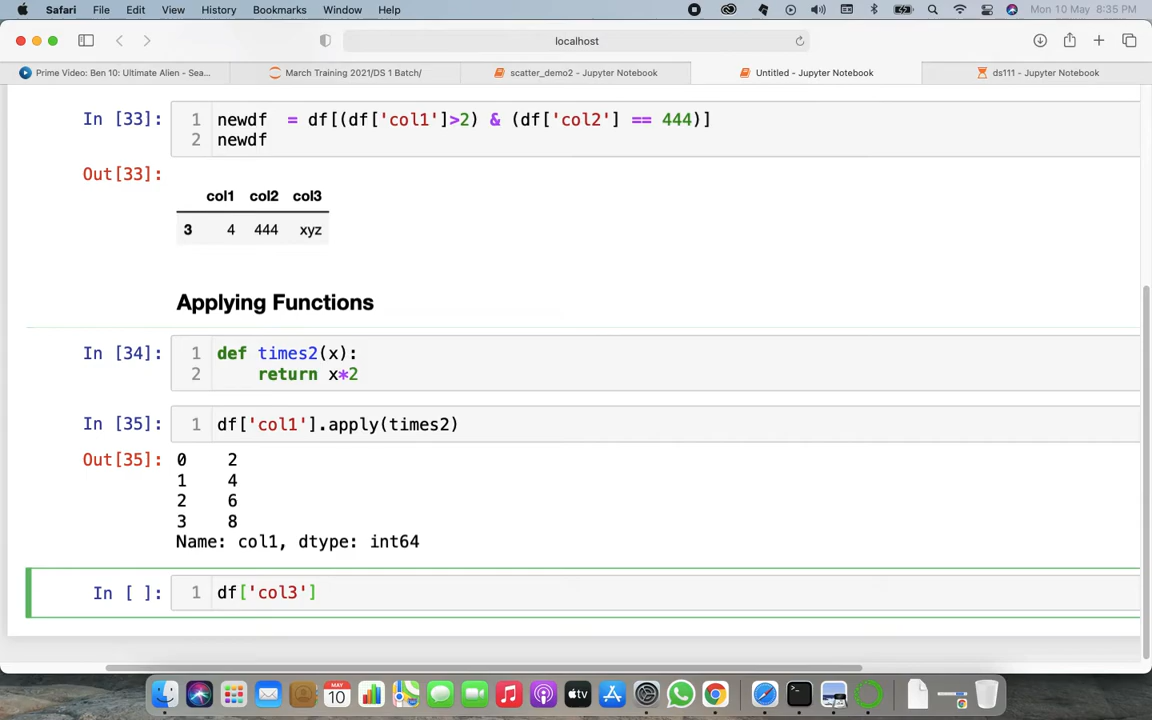 Safari File Edit View History Bookmarks Window Help Mon 10 May 8:35 PM
localhost
Prime Video: Ben 10: Ultimate Alien - Sea... March Training 2021/DS 1 Batch/ scatter_demo2 - Jupyter Notebook Untitled - Jupyter Notebook ds111 - Jupyter Notebook
In [33]: 1 newdf = df[(df['col1']>2) & (df['col2'] == 444)]
2 newdf
Out[33]:
col1 col2 col3
3 4 444 xyz
Applying Functions
In [34]: 1 def times2(x):
2 return x*2
In [35]: 1 df['col1'].apply(times2)
Out[35]: 0 2
1 4
2 6
3 8
Name: col1, dtype: int64
In [ ]: 1 df['col3']
MAY
10
tv